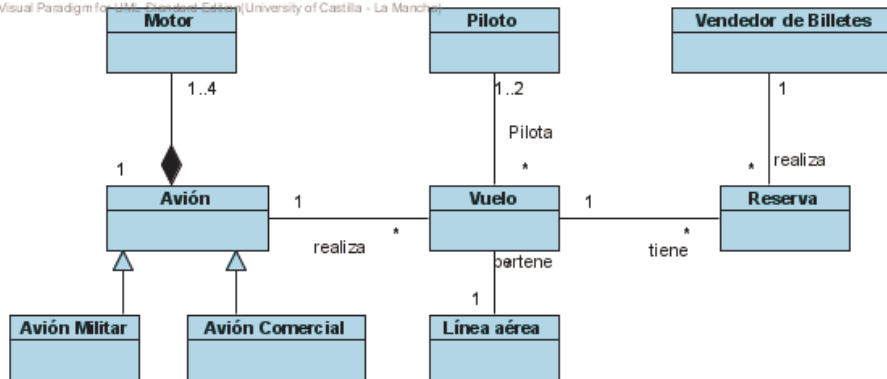 Visual Paradigm for UML Standard Edition(University of Castilla - La Mancha)
Motor
Piloto
Vendedor de Billetes
1..4
1..2
1
Pilota
1
*
*
realiza
Avión
Vuelo
Reserva
1
*
1
*
realiza
tiene
pertene
*
1
Avión Militar
Avión Comercial
Línea aérea